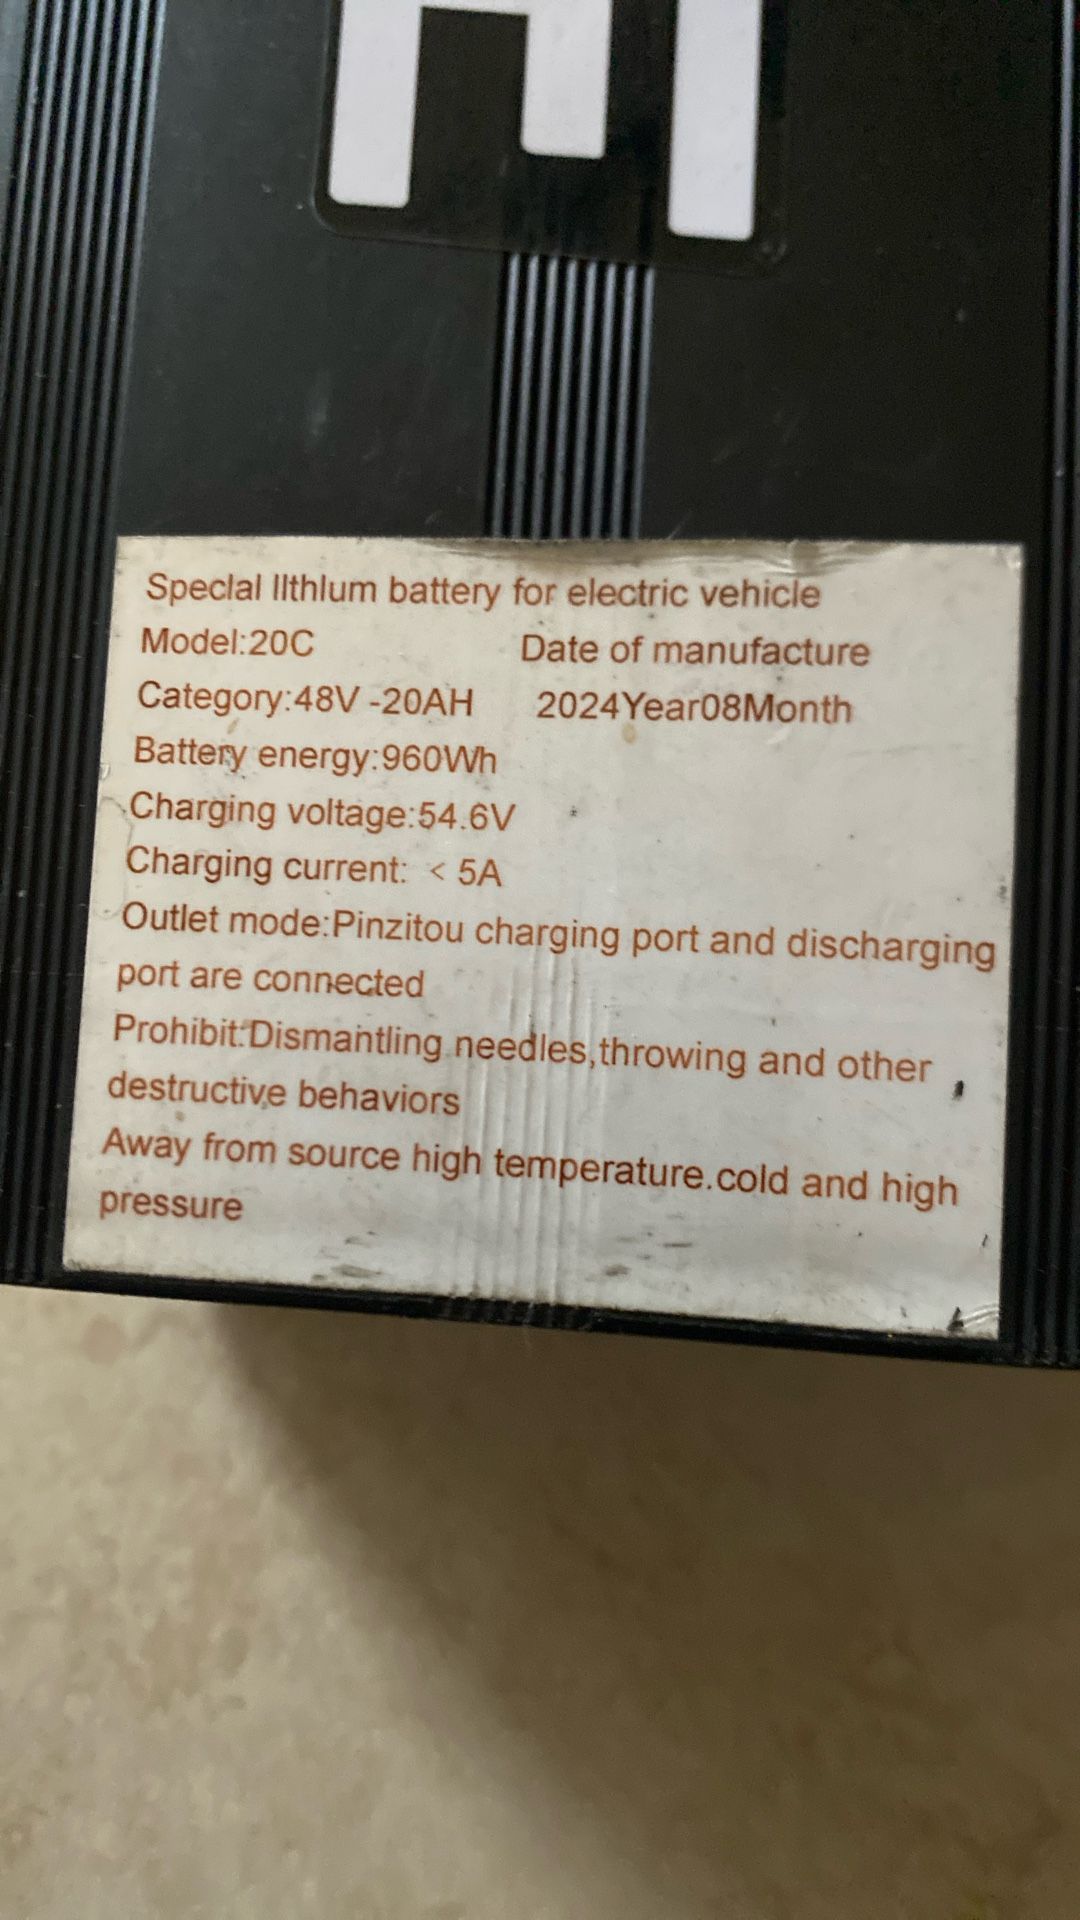 Speclal llthlum battery for electric vehicle
Model:20C Date of manufacture
Category:48V -20AH 2024Year08Month
Battery energy:960Wh
Charging voltage:54.6V
Charging current: < 5A
Outlet mode:Pinzitou charging port and discharging
port are connected
Prohibit:Dismantling needles,throwing and other
destructive behaviors
Away from source high temperature.cold and high
pressure